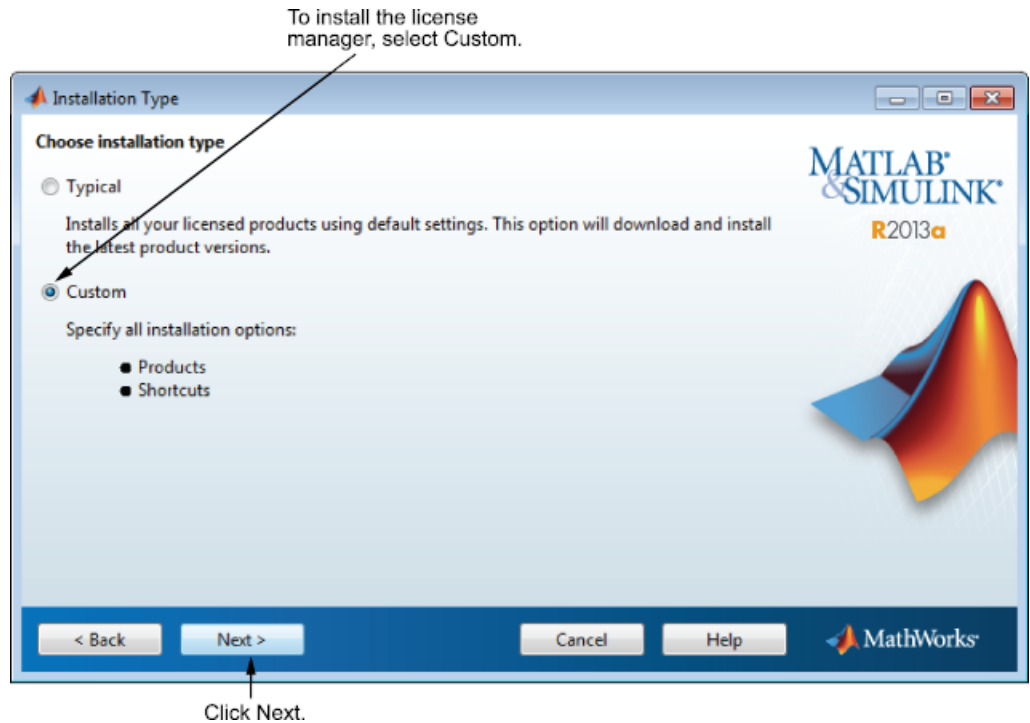 To install the license
manager, select Custom.
Installation Type
Choose installation type
Typical
Installs all your licensed products using default settings. This option will download and install
the latest product versions.
Custom
Specify all installation options:
Products
Shortcuts
MATLAB®
&SIMULINK®
R2013a
< Back
Next >
Cancel
Help
MathWorks®
Click Next.